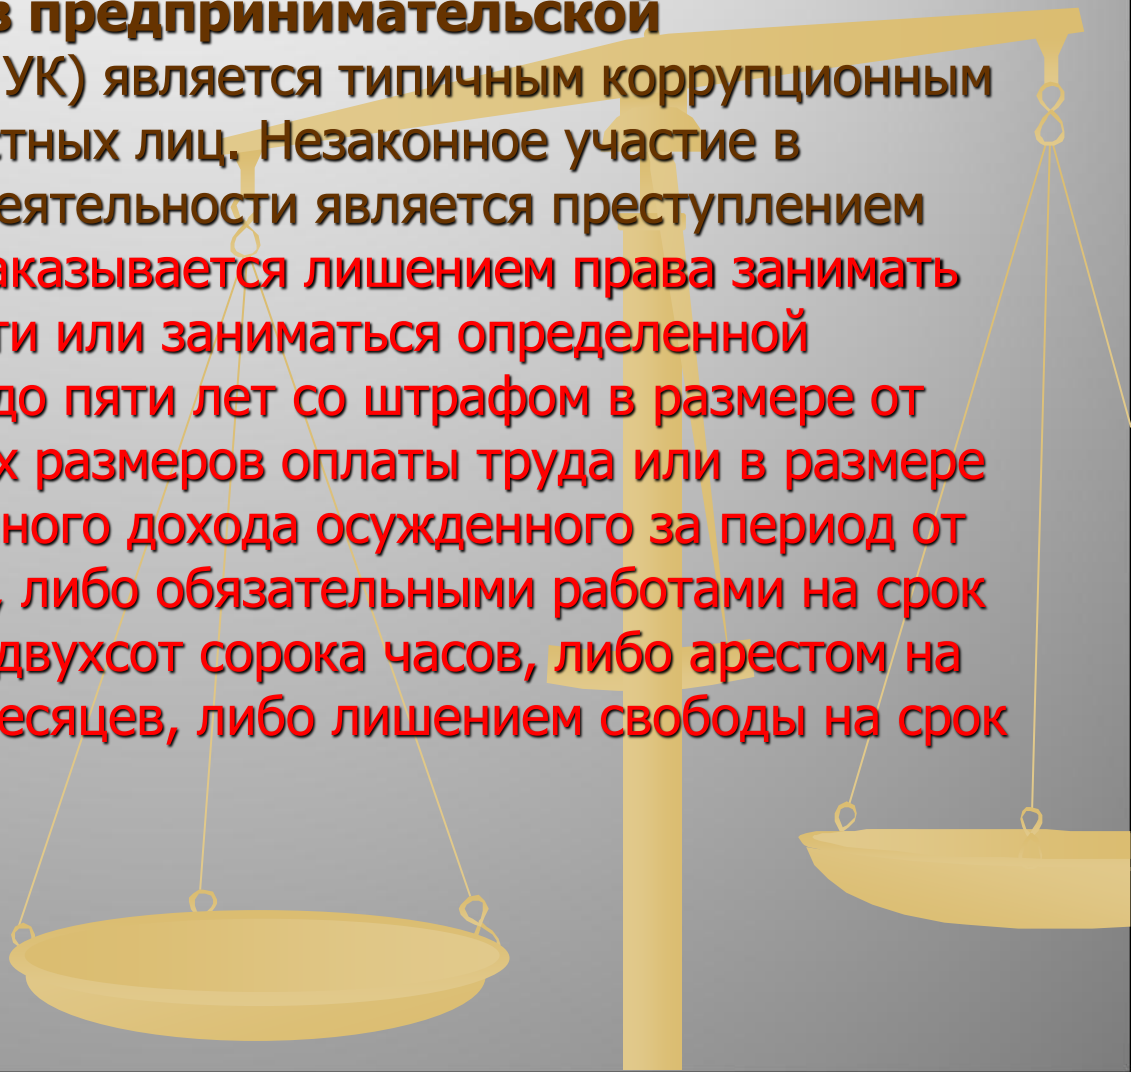 в предпринимательской
УК) является типичным коррупционным
стных лиц. Незаконное участие в
еятельности является преступлением
аказывается лишением права занимать
ти или заниматься определенной
до пяти лет со штрафом в размере от
х размеров оплаты труда или в размере
ного дохода осужденного за период от
, либо обязательными работами на срок
двухсот сорока часов, либо арестом на
есяцев, либо лишением свободы на срок